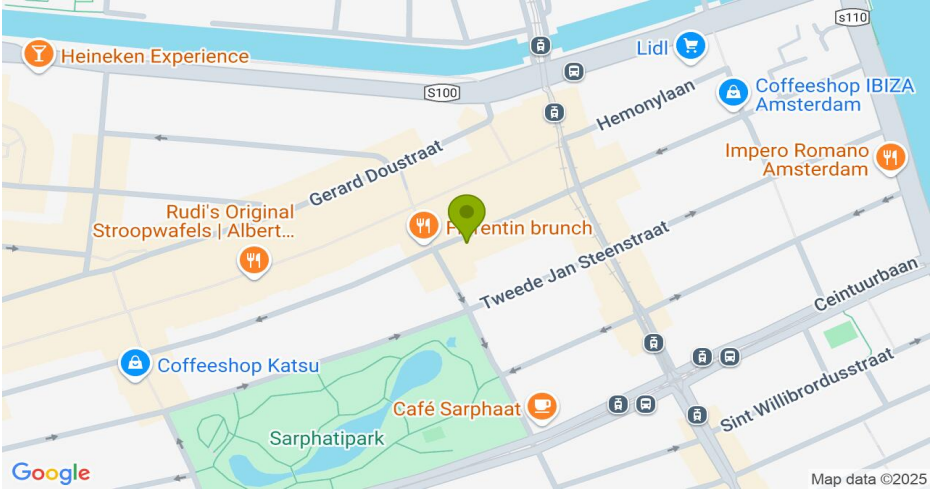 s110
Heineken Experience
Lidl
S100
Coffeeshop IBIZA
Amsterdam
Hemonylaan
Gerard Doustraat
Impero Romano
Amsterdam
Rudi's Original
Stroopwafels | Albert...
Florentin brunch
Tweede Jan Steenstraat
Ceintuurbaan
Coffeeshop Katsu
Café Sarphaat
Sint Willibrordusstraat
Sarphatipark
Google
Map data ©2025